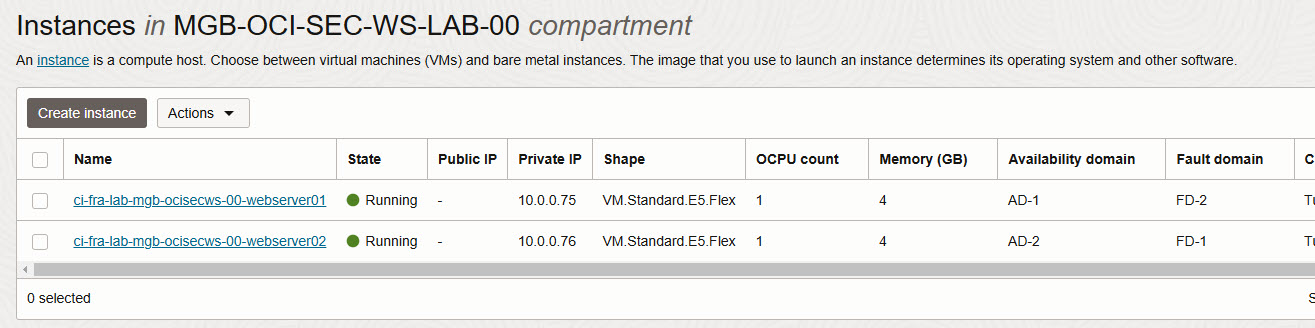 Instances in MGB-OCI-SEC-WS-LAB-00 compartment
An instance is a compute host. Choose between virtual machines (VMs) and bare metal instances. The image that you use to launch an instance determines its operating system and other software.
Create instance Actions
Name State Public IP Private IP Shape OCPU count Memory (GB) Availability domain Fault domain
ci-fra-lab-mgb-ocisecws-00-webserver01 Running - 10.0.0.75 VM.Standard.E5.Flex 1 4 AD-1 FD-2
ci-fra-lab-mgb-ocisecws-00-webserver02 Running - 10.0.0.76 VM.Standard.E5.Flex 1 4 AD-2 FD-1
0 selected